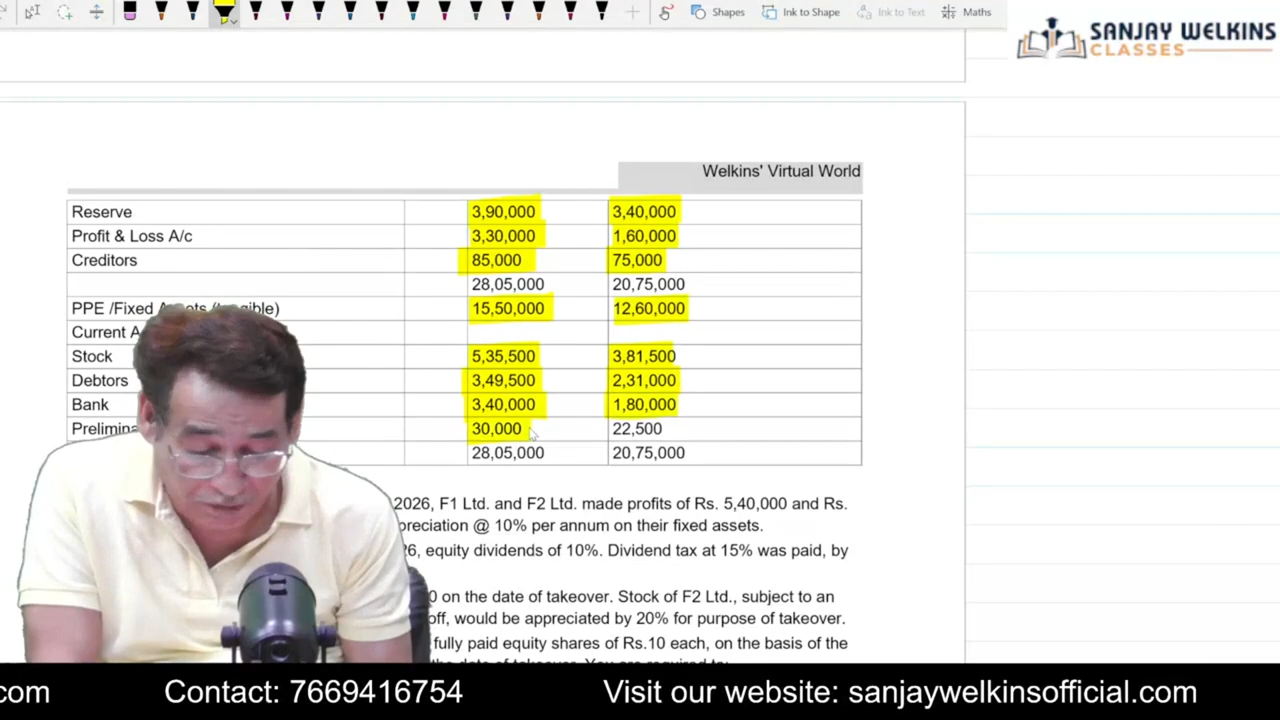 Shapes Ink to Shape Ink to Text Maths
SANJAY WELKINS
CLASSES
Welkins' Virtual World
Reserve 3,90,000 3,40,000
Profit & Loss A/c 3,30,000 1,60,000
Creditors 85,000 75,000
28,05,000 20,75,000
PPE /Fixed 15,50,000 12,60,000
Current
Stock 5,35,500 3,81,500
Debtors 3,49,500 2,31,000
Bank 3,40,000 1,80,000
30,000 22,500
28,05,000 20,75,000
2026, F1 Ltd. and F2 Ltd. made profits of Rs. 5,40,000 and Rs.
@ 10% per annum on their fixed assets.
equity dividends of 10%. Dividend tax at 15% was paid, by
on the date of takeover. Stock of F2 Ltd., subject to an
off, would be appreciated by 20% for purpose of takeover.
fully paid equity shares of Rs.10 each, on the basis of the
Contact: 7669416754 Visit our website: sanjaywelkinsofficial.com